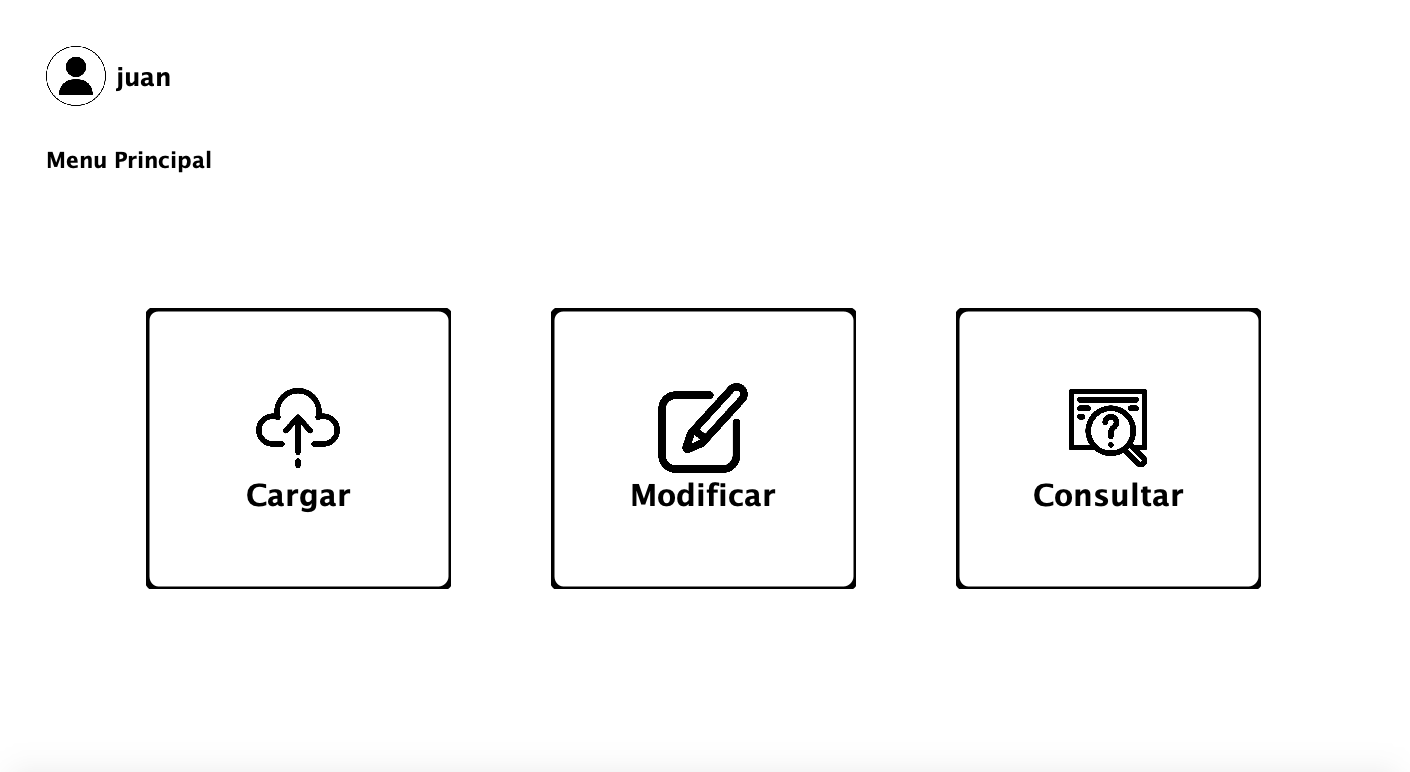 juan
Menu Principal
Cargar
Modificar
Consultar